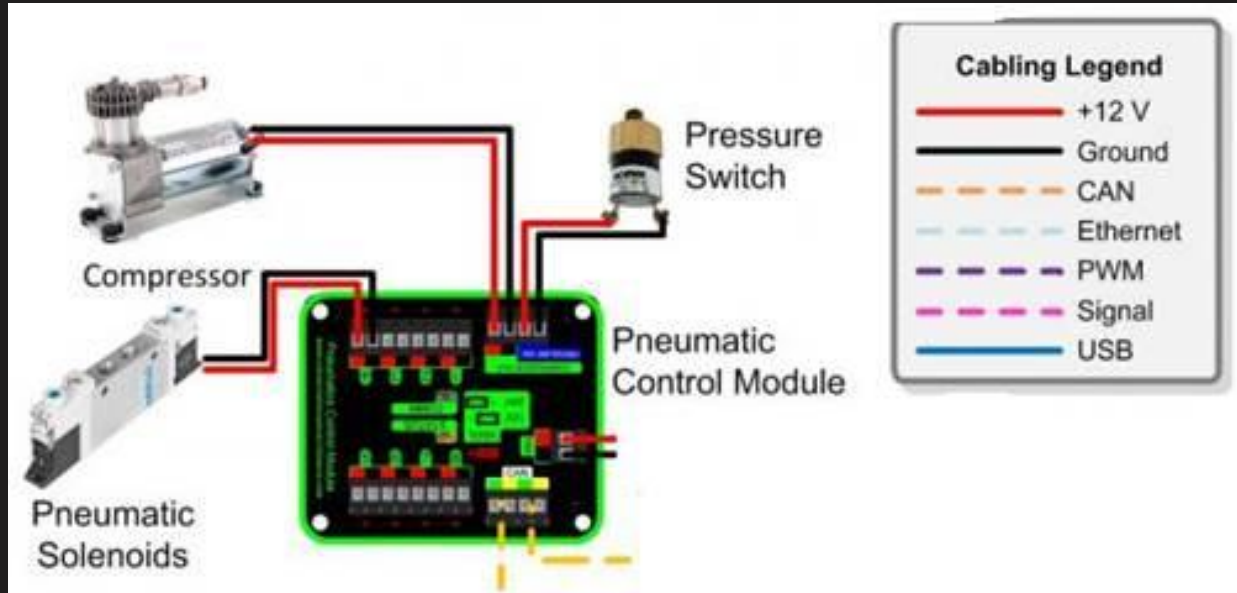 Compressor
Pneumatic
Solenoids
Pressure
Switch
Pneumatic
Control Module
CAN
Cabling Legend
+12 V
Ground
CAN
Ethernet
PWM
Signal
USB